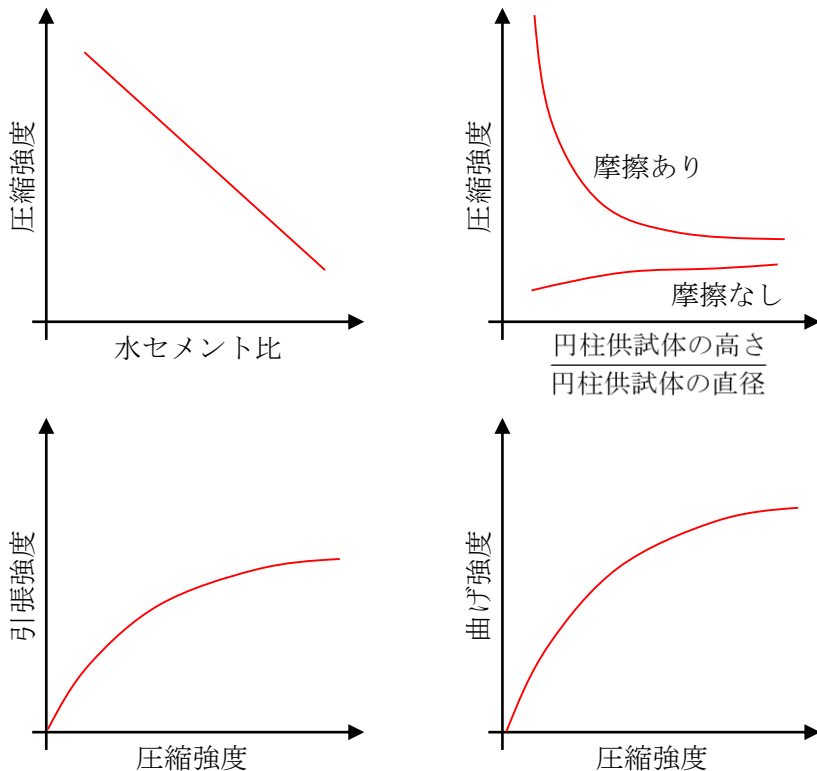 圧縮強度
水セメント比
圧縮強度
摩擦あり
摩擦なし
円柱供試体の高さ
円柱供試体の直径
引張強度
圧縮強度
曲げ強度
圧縮強度